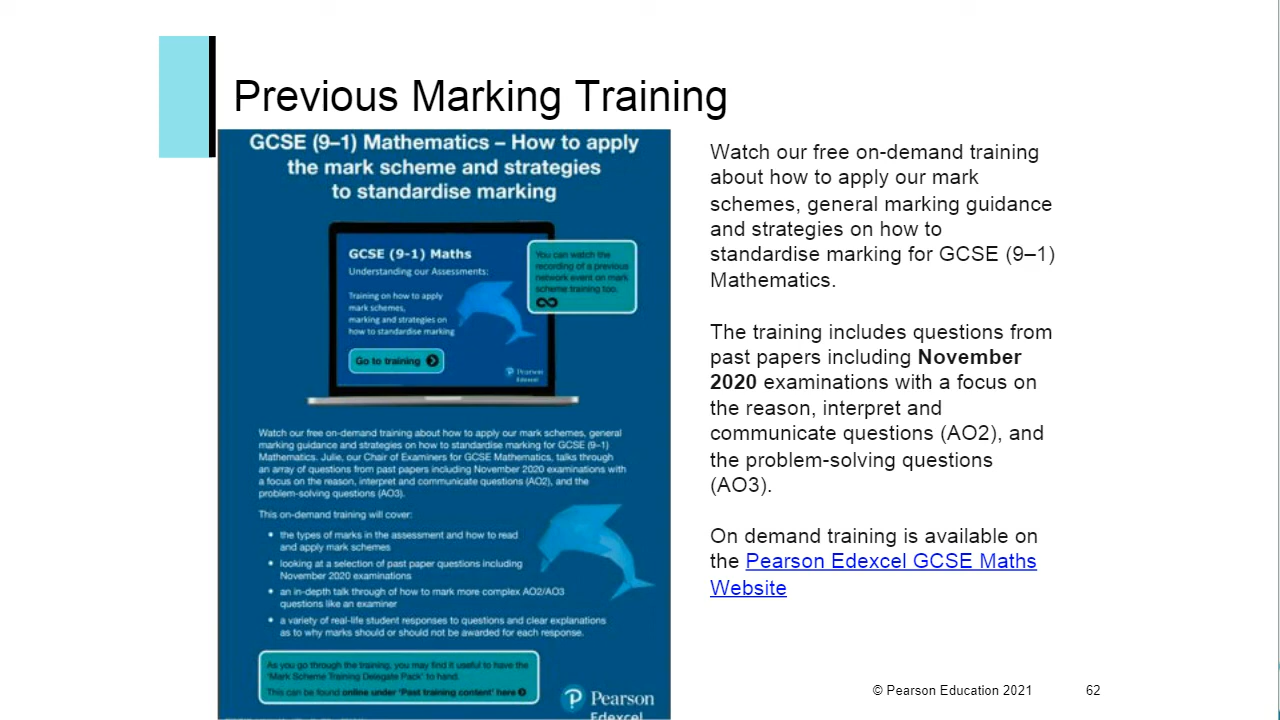 Previous Marking Training
GCSE (9–1) Mathematics – How to apply
the mark scheme and strategies
to standardise marking
GCSE (9-1) Maths
Understanding our Assessments:
Training on how to apply
mark schemes,
marking and strategies on
how to standardise marking
Go to training
Pearson
Edexcel
You can watch the
recording of a previous
network event on mark
scheme training too.
Watch our free on-demand training about how to apply our mark schemes, general
marking guidance and strategies on how to standardise marking for GCSE (9–1)
Mathematics. Julie, our Chair of Examiners for GCSE Mathematics, talks through
an array of questions from past papers including November 2020 examinations with
a focus on the reason, interpret and communicate questions (AO2), and the
problem-solving questions (AO3).
This on-demand training will cover:
• the types of marks in the assessment and how to read
and apply mark schemes
• looking at a selection of past paper questions including
November 2020 examinations
• an in-depth talk through of how to mark more complex AO2/AO3
questions like an examiner
• a variety of real-life student responses to questions and clear explanations
as to why marks should or should not be awarded for each response.
As you go through the training, you may find it useful to have the
'Mark Scheme Training Delegate Pack' to hand.
This can be found online under 'Past training content' here
Pearson
Edexcel
Watch our free on-demand training
about how to apply our mark
schemes, general marking guidance
and strategies on how to
standardise marking for GCSE (9–1)
Mathematics.
The training includes questions from
past papers including November
2020 examinations with a focus on
the reason, interpret and
communicate questions (AO2), and
the problem-solving questions
(AO3).
On demand training is available on
the Pearson Edexcel GCSE Maths
Website
© Pearson Education 2021
62